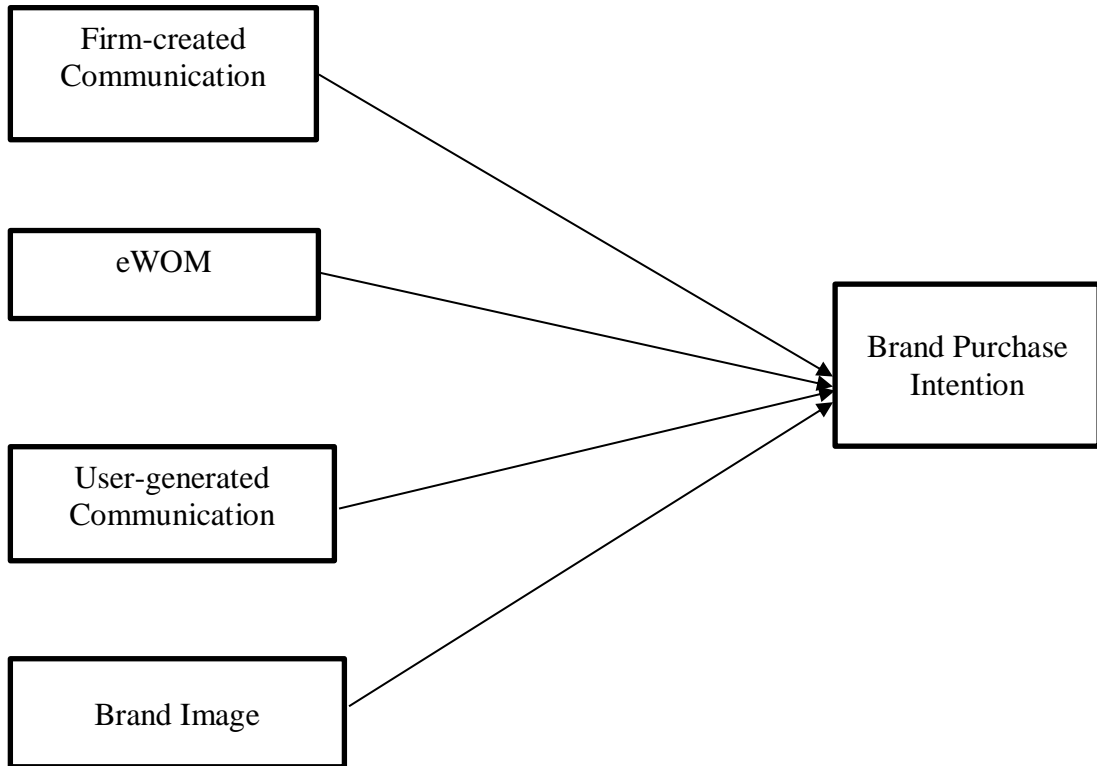 Firm-created
Communication
eWOM
Brand Purchase
Intention
User-generated
Communication
Brand Image